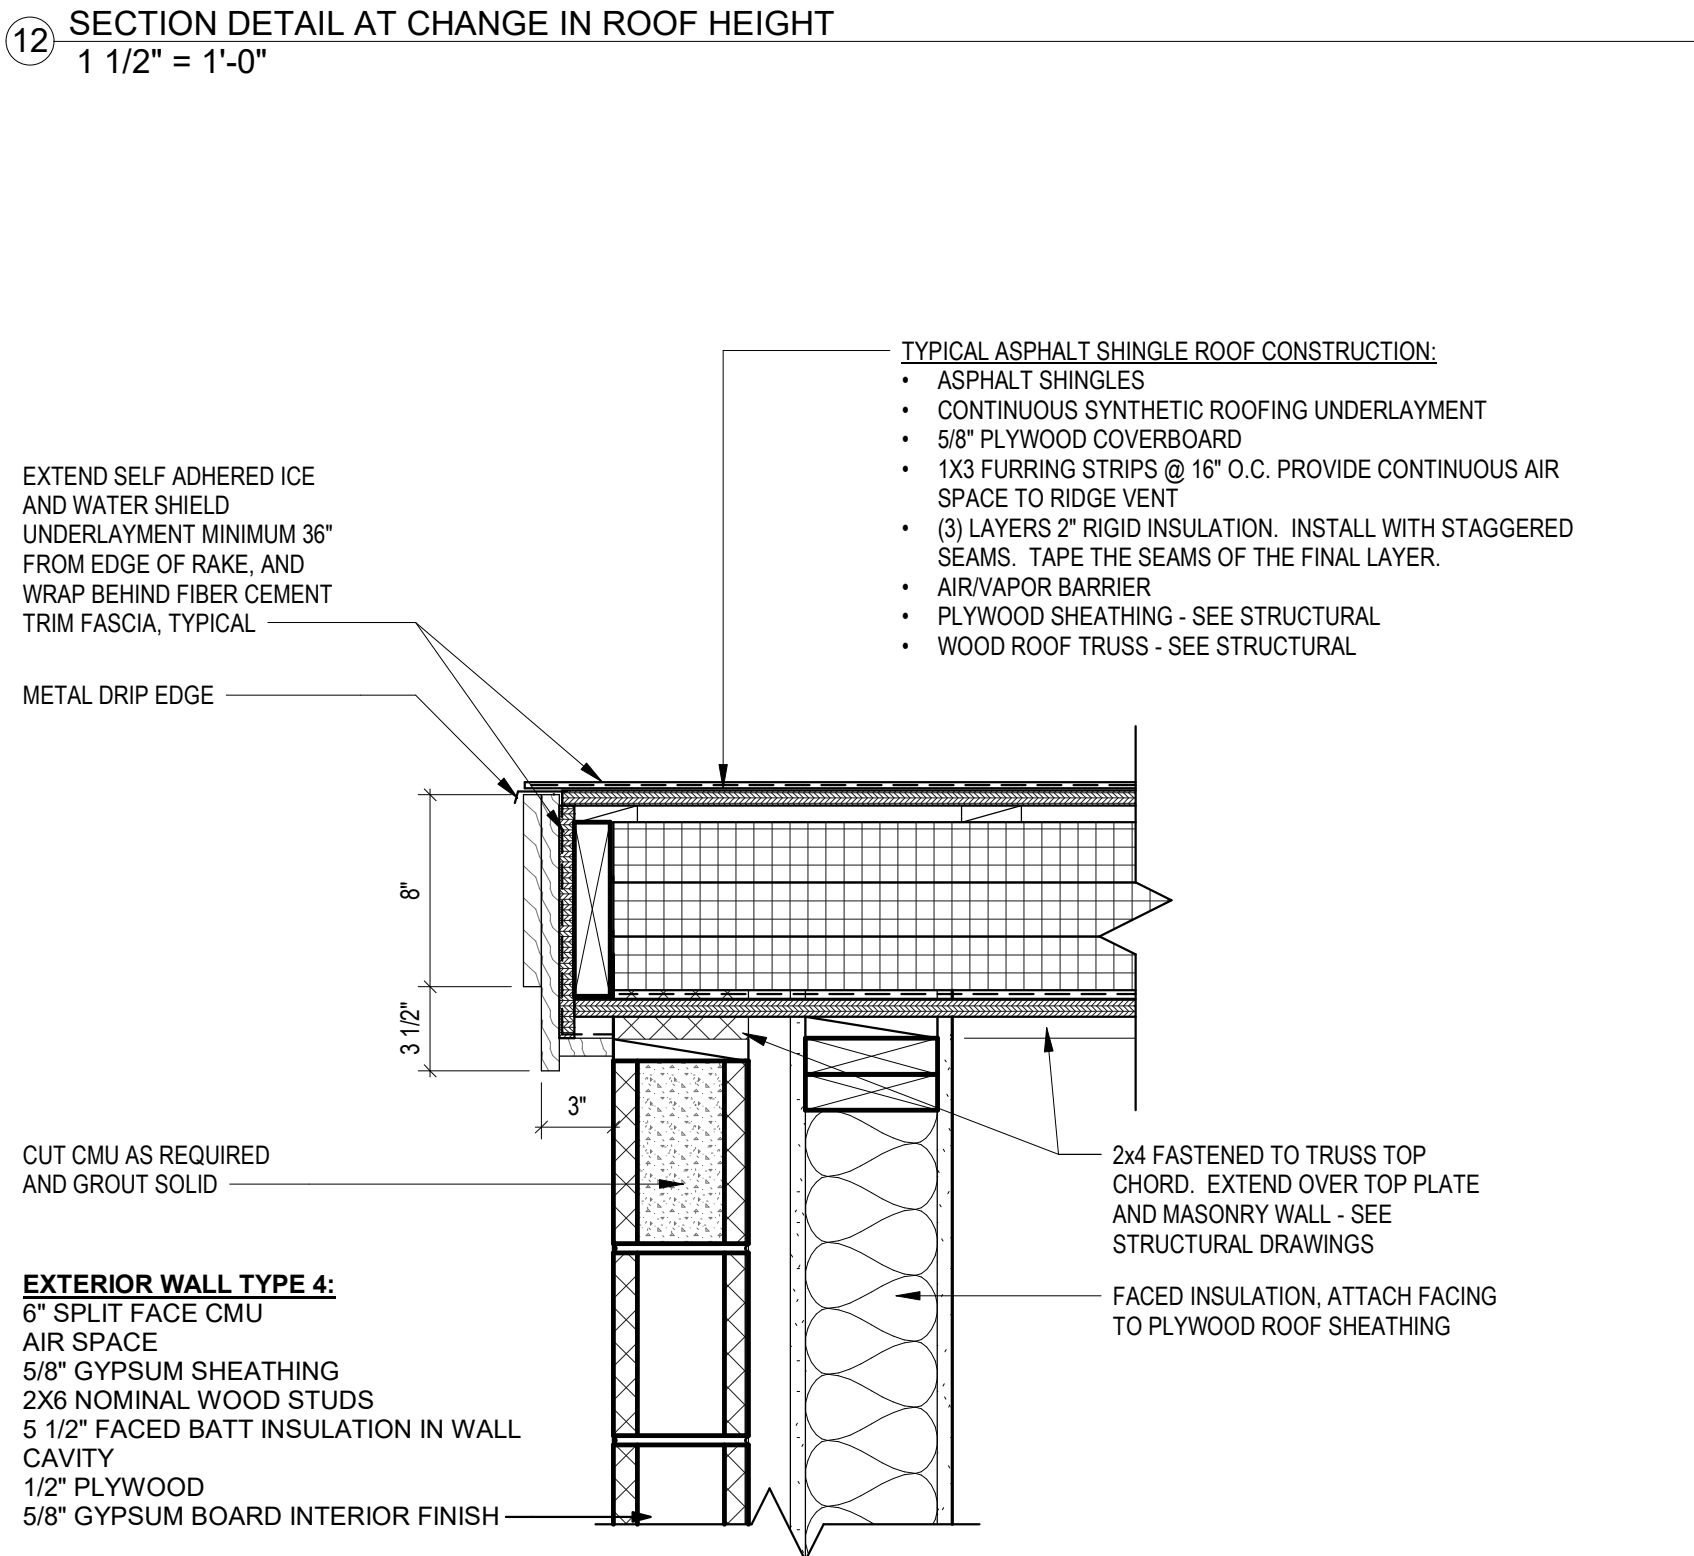 12
SECTION DETAIL AT CHANGE IN ROOF HEIGHT
1 1/2" = 1'-0"
TYPICAL ASPHALT SHINGLE ROOF CONSTRUCTION:
• ASPHALT SHINGLES
• CONTINUOUS SYNTHETIC ROOFING UNDERLAYMENT
• 5/8" PLYWOOD COVERBOARD
• 1X3 FURRING STRIPS @ 16" O.C. PROVIDE CONTINUOUS AIR
SPACE TO RIDGE VENT
• (3) LAYERS 2" RIGID INSULATION. INSTALL WITH STAGGERED
SEAMS. TAPE THE SEAMS OF THE FINAL LAYER.
• AIR/VAPOR BARRIER
• PLYWOOD SHEATHING - SEE STRUCTURAL
• WOOD ROOF TRUSS - SEE STRUCTURAL
EXTEND SELF ADHERED ICE
AND WATER SHIELD
UNDERLAYMENT MINIMUM 36"
FROM EDGE OF RAKE, AND
WRAP BEHIND FIBER CEMENT
TRIM FASCIA, TYPICAL
METAL DRIP EDGE
8"
3 1/2"
3"
CUT CMU AS REQUIRED
AND GROUT SOLID
2x4 FASTENED TO TRUSS TOP
CHORD. EXTEND OVER TOP PLATE
AND MASONRY WALL - SEE
STRUCTURAL DRAWINGS
FACED INSULATION, ATTACH FACING
TO PLYWOOD ROOF SHEATHING
EXTERIOR WALL TYPE 4:
6" SPLIT FACE CMU
AIR SPACE
5/8" GYPSUM SHEATHING
2X6 NOMINAL WOOD STUDS
5 1/2" FACED BATT INSULATION IN WALL
CAVITY
1/2" PLYWOOD
5/8" GYPSUM BOARD INTERIOR FINISH